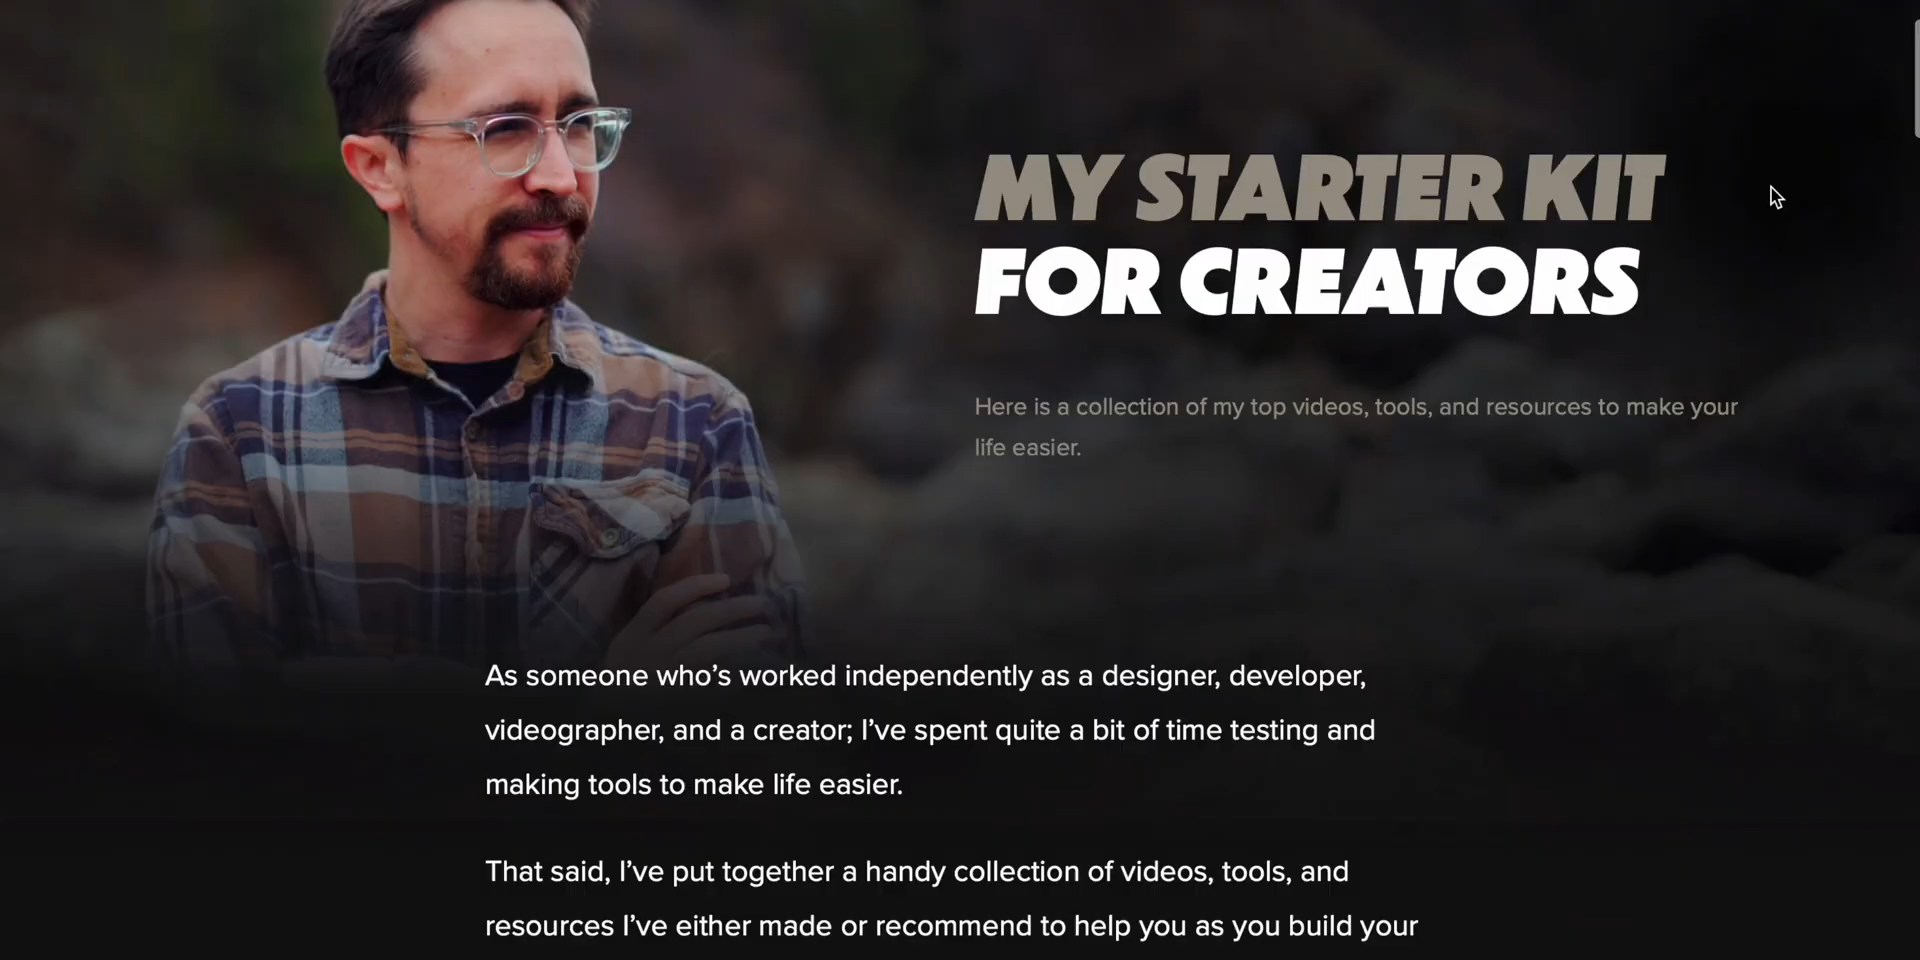 MY STARTER KIT
FOR CREATORS
Here is a collection of my top videos, tools, and resources to make your
life easier.
As someone who’s worked independently as a designer, developer,
videographer, and a creator; I’ve spent quite a bit of time testing and
making tools to make life easier.
That said, I’ve put together a handy collection of videos, tools, and
resources I’ve either made or recommend to help you as you build your